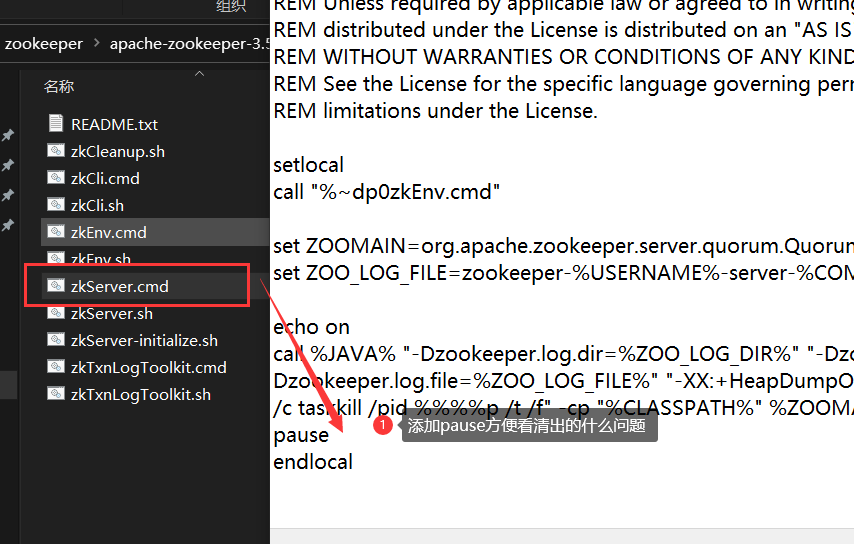 组织
zookeeper > apache-zookeeper-3.5
名称
README.txt
zkCleanup.sh
zkCli.cmd
zkCli.sh
zkEnv.cmd
zkEnv.sh
zkServer.cmd
zkServer.sh
zkServer-initialize.sh
zkTxnLogToolkit.cmd
zkTxnLogToolkit.sh
REM Unless required by applicable law or agreed to in writing
REM distributed under the License is distributed on an "AS IS
REM WITHOUT WARRANTIES OR CONDITIONS OF ANY KIND
REM See the License for the specific language governing perm
REM limitations under the License.
setlocal
call "%~dp0zkEnv.cmd"
set ZOOMAIN=org.apache.zookeeper.server.quorum.Quorum
set ZOO_LOG_FILE=zookeeper-%USERNAME%-server-%COM
echo on
call %JAVA% "-Dzookeeper.log.dir=%ZOO_LOG_DIR%" "-Dzo
Dzookeeper.log.file=%ZOO_LOG_FILE%" "-XX:+HeapDumpO
/c taskkill /pid %%%%p /t /f" -cp "%CLASSPATH%" %ZOOMA
1 添加pause方便看清出的什么问题
pause
endlocal